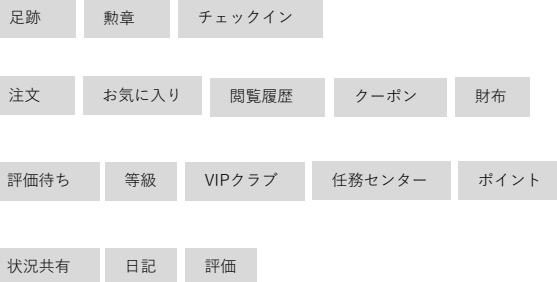 足跡 勲章 チェックイン
注文 お気に入り 閲覧履歴 クーポン 財布
評価待ち 等級 VIPクラブ 任務センター ポイント
状況共有 日記 評価